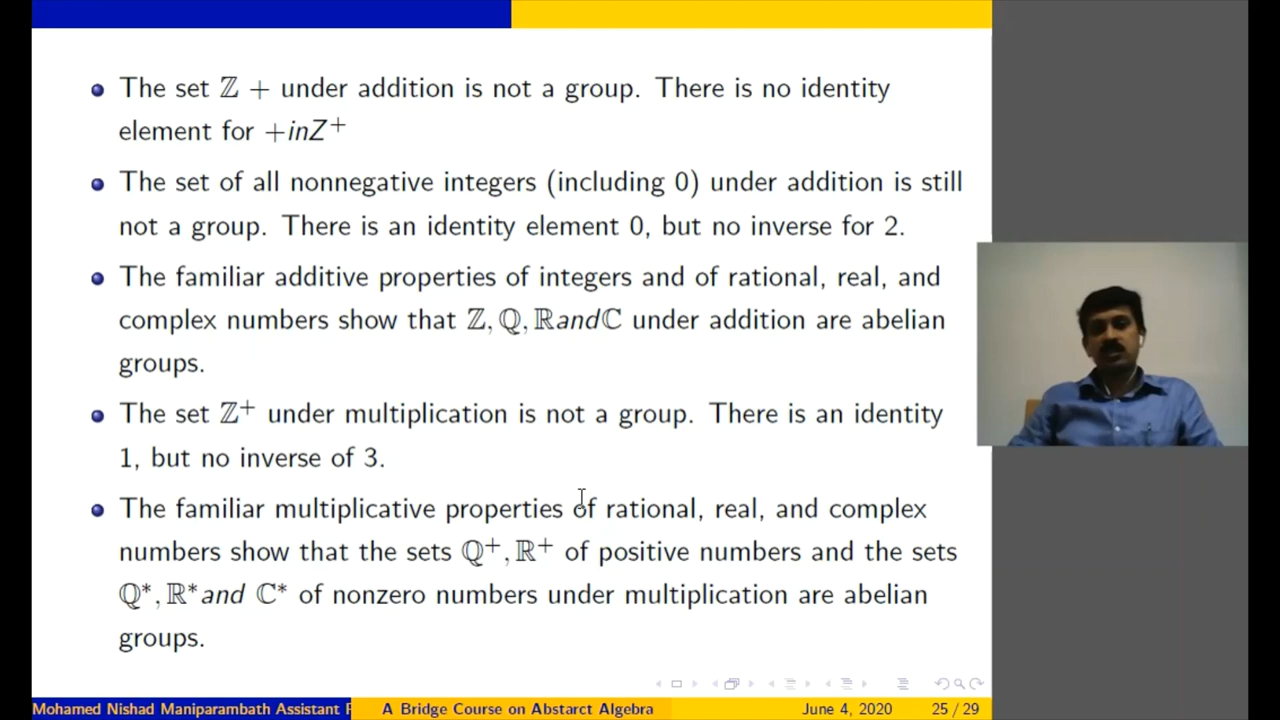 The set ℤ + under addition is not a group. There is no identity
element for +inZ⁺
The set of all nonnegative integers (including 0) under addition is still
not a group. There is an identity element 0, but no inverse for 2.
The familiar additive properties of integers and of rational, real, and
complex numbers show that ℤ, ℚ, ℝandℂ under addition are abelian
groups.
The set ℤ⁺ under multiplication is not a group. There is an identity
1, but no inverse of 3.
The familiar multiplicative properties of rational, real, and complex
numbers show that the sets ℚ⁺, ℝ⁺ of positive numbers and the sets
ℚ*, ℝ*and ℂ* of nonzero numbers under multiplication are abelian
groups.
Mohamed Nishad Maniparambath Assistant P A Bridge Course on Abstarct Algebra June 4, 2020 25 / 29